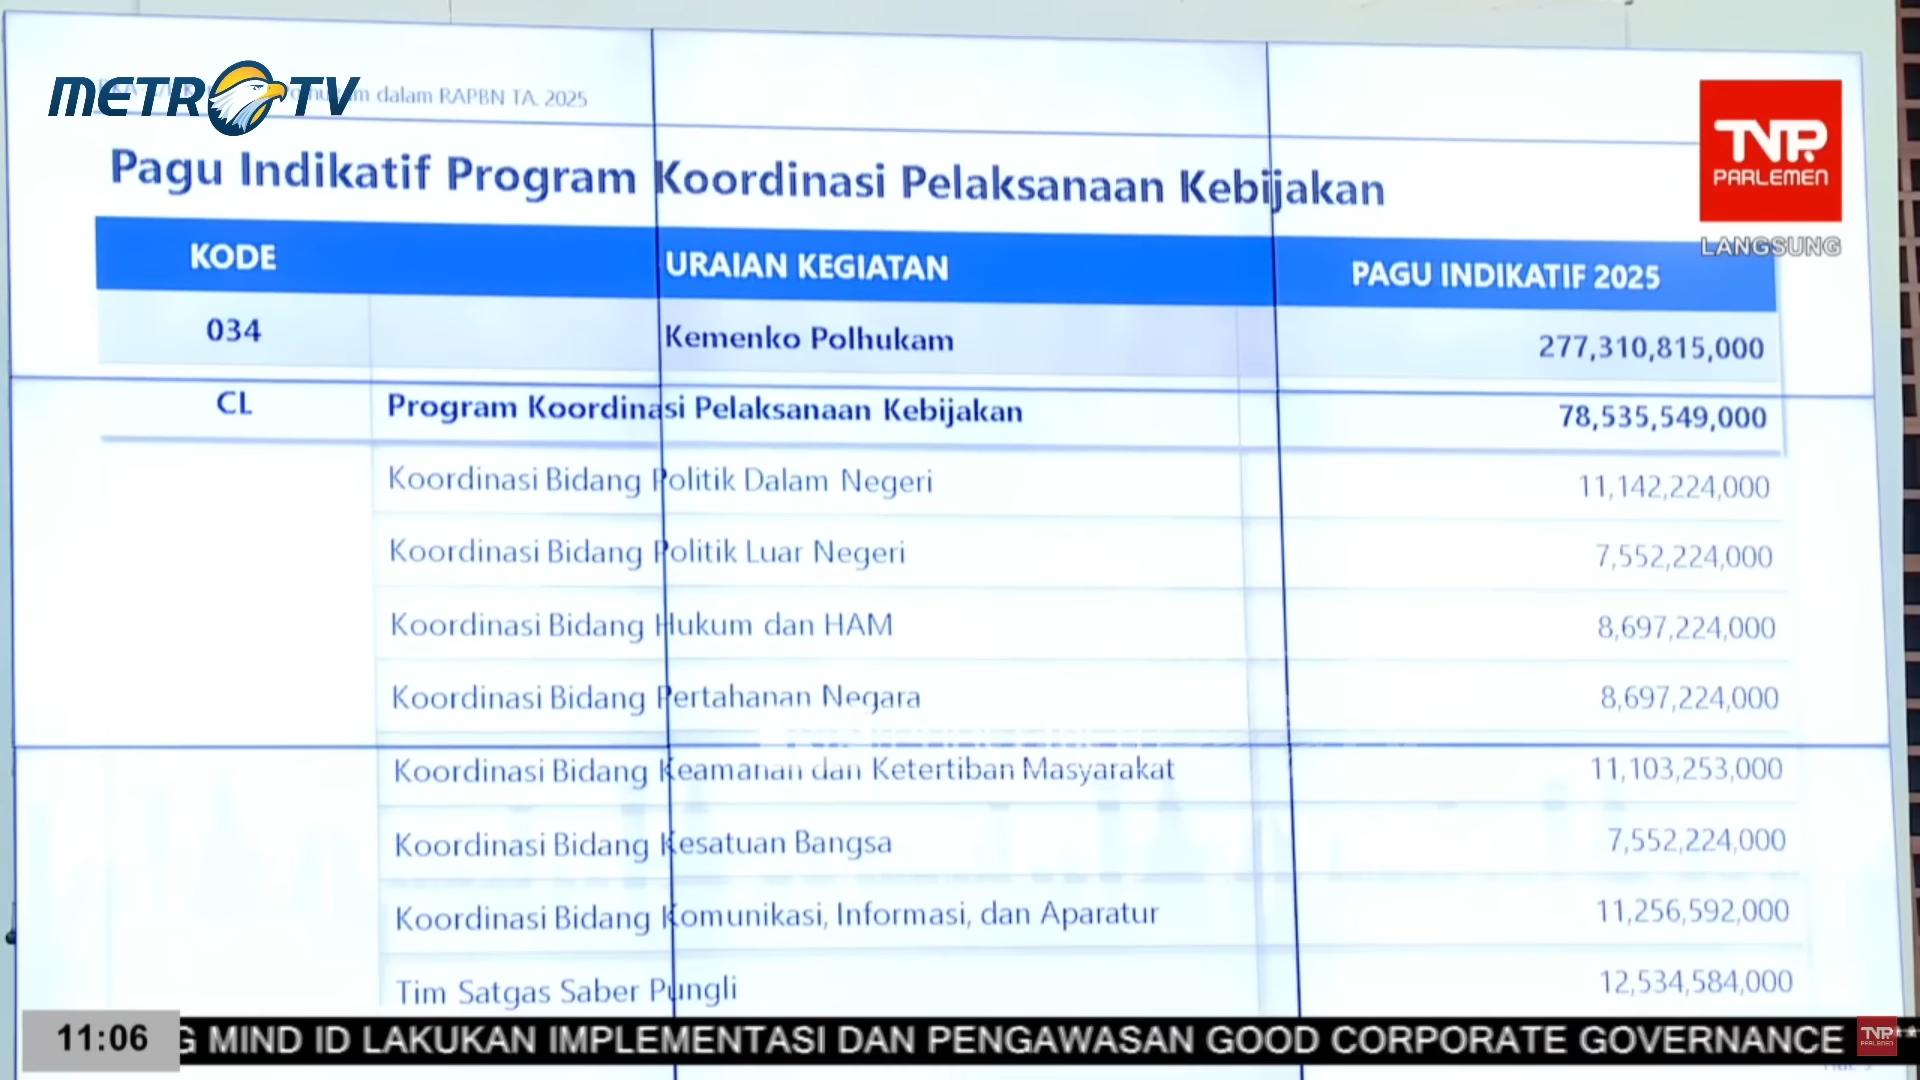 METRO TV
dalam RAPBN TA. 2025
TVR
PARLEMEN
LANGSUNG
Pagu Indikatif Program Koordinasi Pelaksanaan Kebijakan
KODE URAIAN KEGIATAN PAGU INDIKATIF 2025
034 Kemenko Polhukam 277,310,815,000
CL Program Koordinasi Pelaksanaan Kebijakan 78,535,549,000
Koordinasi Bidang Politik Dalam Negeri 11,142,224,000
Koordinasi Bidang Politik Luar Negeri 7,552,224,000
Koordinasi Bidang Hukum dan HAM 8,697,224,000
Koordinasi Bidang Pertahanan Negara 8,697,224,000
Koordinasi Bidang Keamanan dan Ketertiban Masyarakat 11,103,253,000
Koordinasi Bidang Kesatuan Bangsa 7,552,224,000
Koordinasi Bidang Komunikasi, Informasi, dan Aparatur 11,256,592,000
Tim Satgas Saber Pungli 12,534,584,000
11:06 G MIND ID LAKUKAN IMPLEMENTASI DAN PENGAWASAN GOOD CORPORATE GOVERNANCE
TVR
PARLEMEN